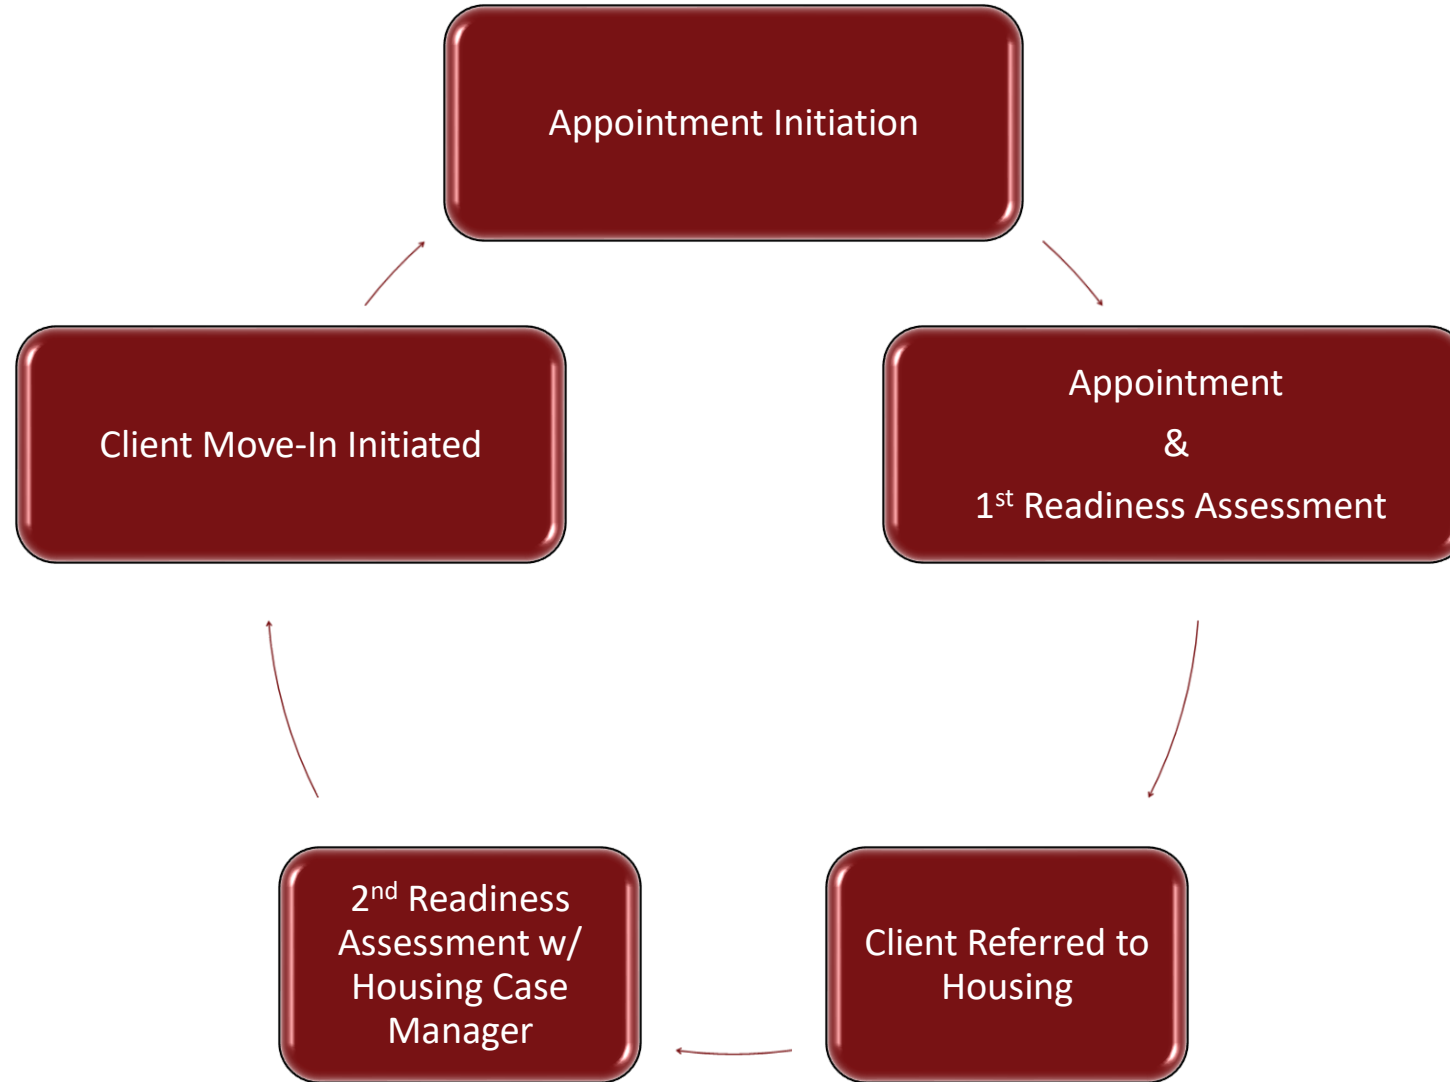 Appointment Initiation
Appointment
&
1st Readiness Assessment
Client Referred to
Housing
2nd Readiness
Assessment w/
Housing Case
Manager
Client Move-In Initiated